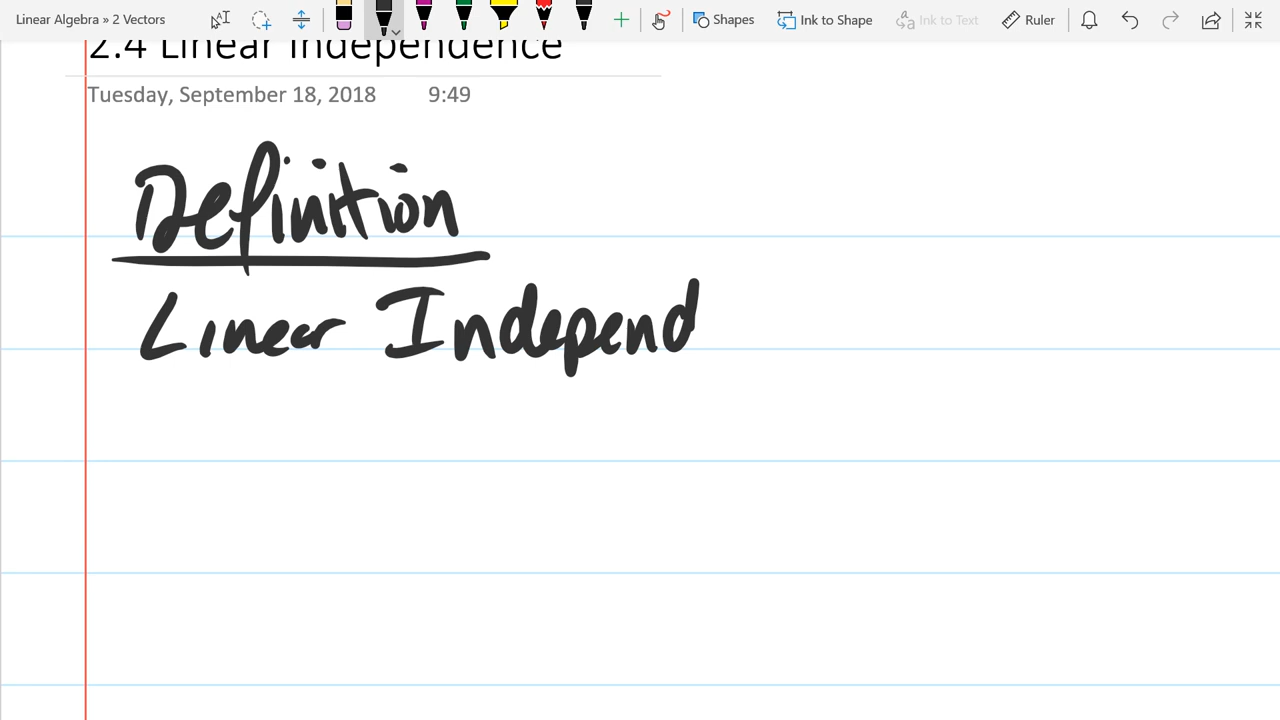 Linear Algebra » 2 Vectors
Shapes
Ink to Shape
Ink to Text
Ruler
2.4 Linear Independence
Tuesday, September 18, 2018 9:49
Definition
Linear Independ